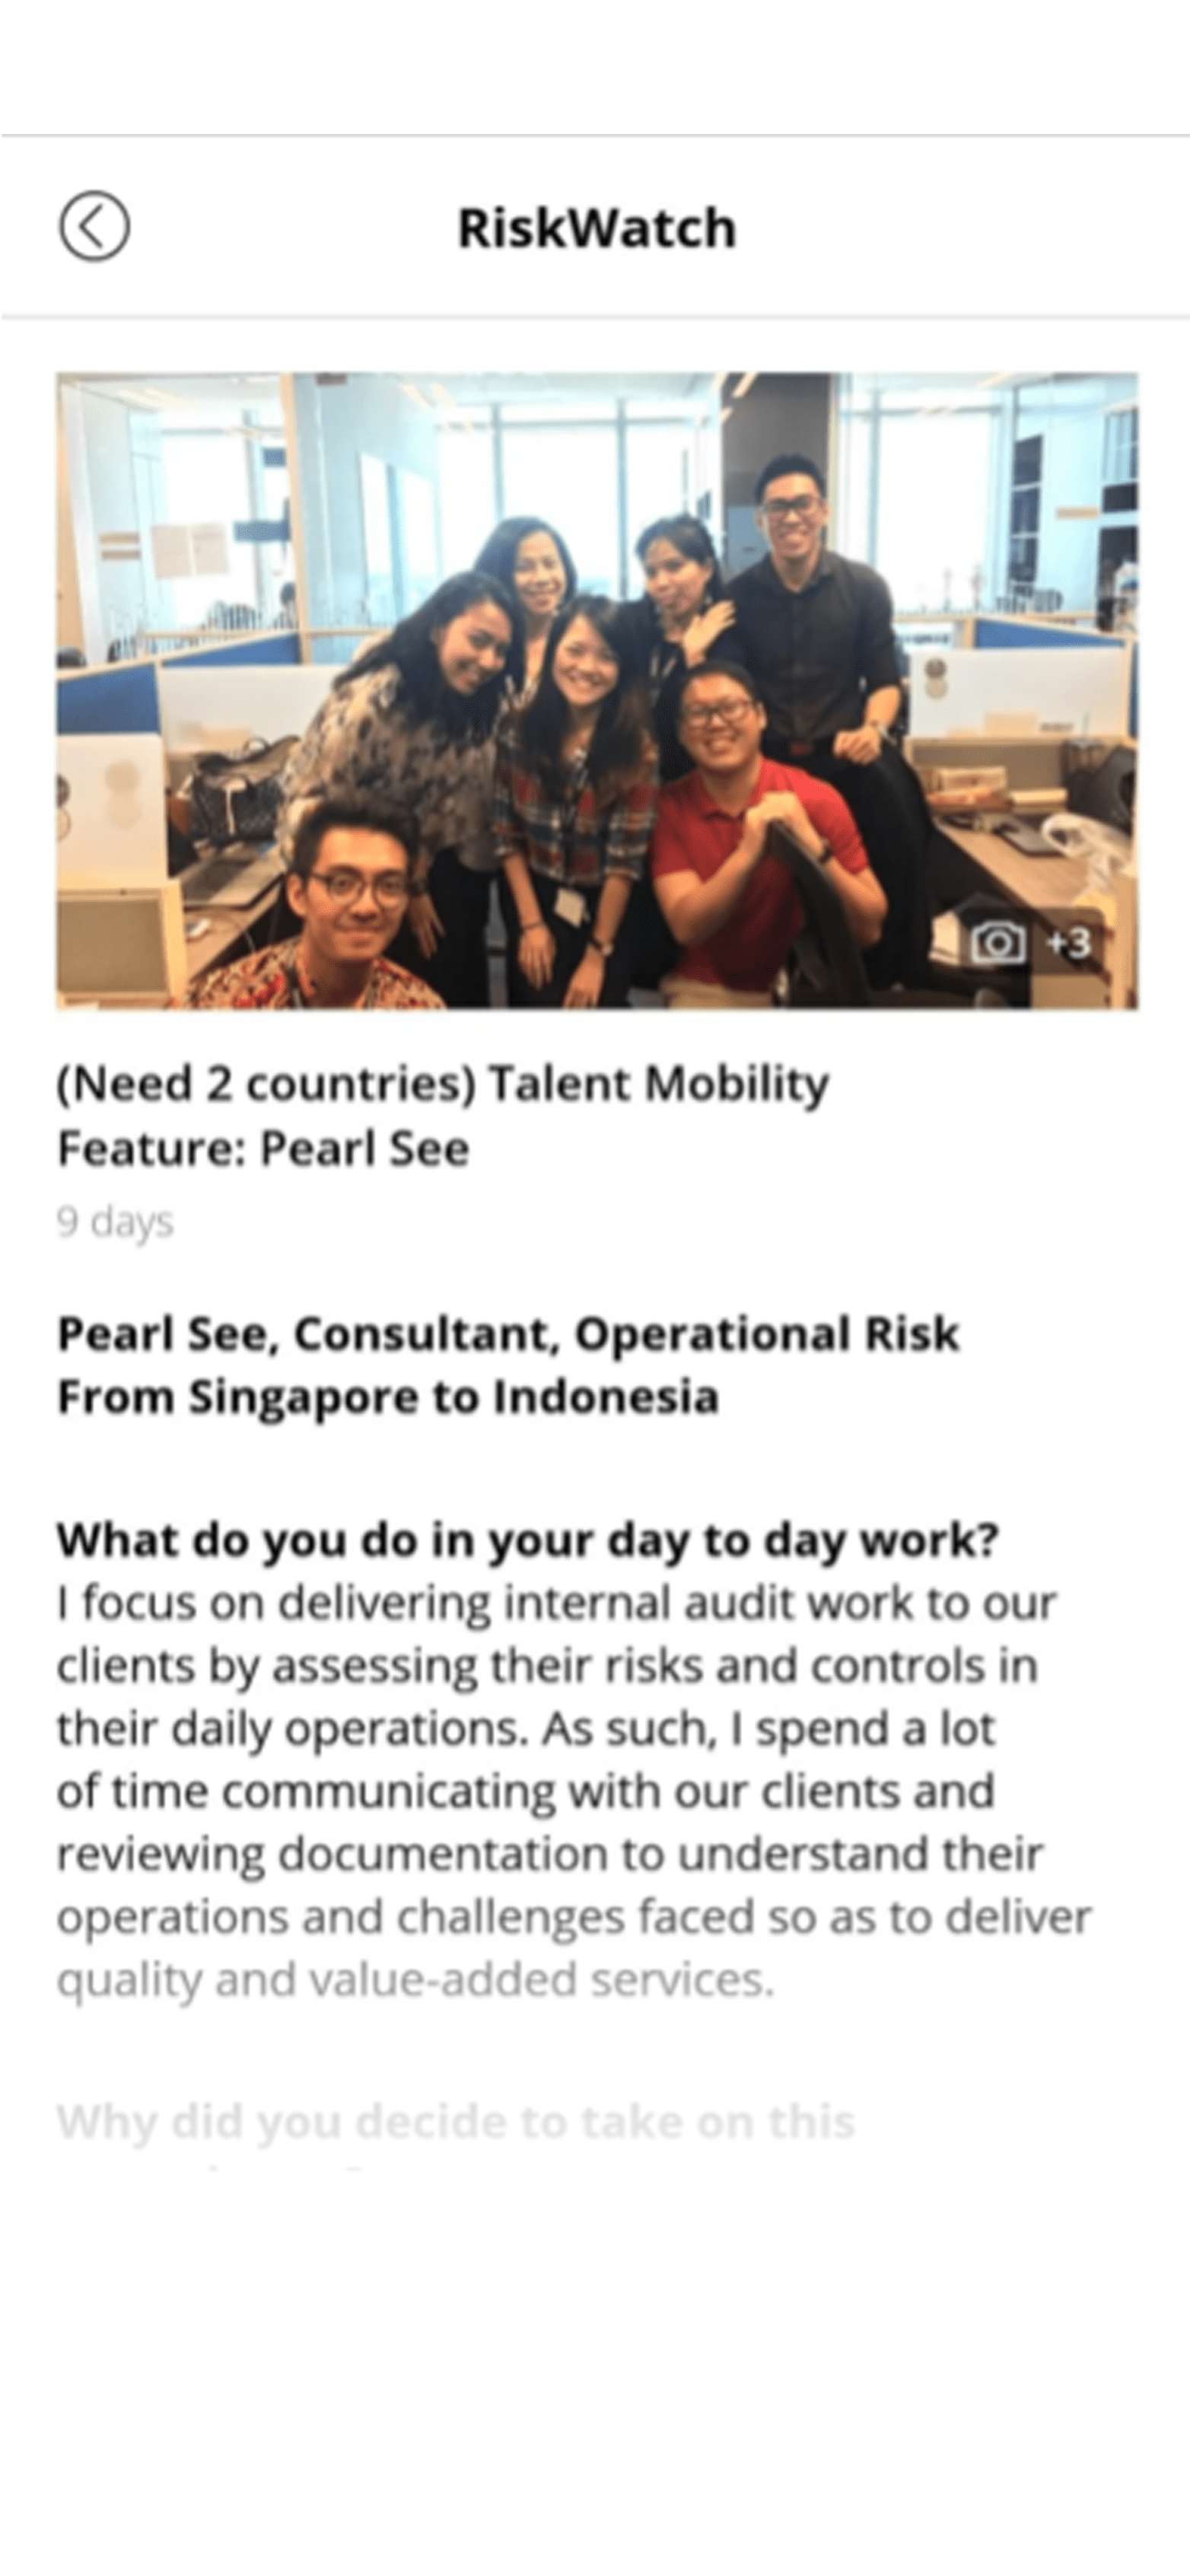 RiskWatch
+3
(Need 2 countries) Talent Mobility
Feature: Pearl See
9 days
Pearl See, Consultant, Operational Risk
From Singapore to Indonesia
What do you do in your day to day work?
I focus on delivering internal audit work to our
clients by assessing their risks and controls in
their daily operations. As such, I spend a lot
of time communicating with our clients and
reviewing documentation to understand their
operations and challenges faced so as to deliver
quality and value-added services.
Why did you decide to take on this